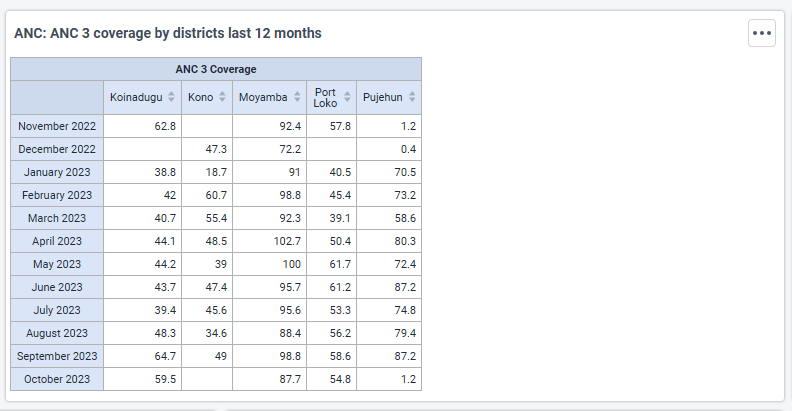 ANC: ANC 3 coverage by districts last 12 months
ANC 3 Coverage
Koinadugu Kono Moyamba Port Loko Pujehun
November 2022 62.8 92.4 57.8 1.2
December 2022 47.3 72.2 0.4
January 2023 38.8 18.7 91 40.5 70.5
February 2023 42 60.7 98.8 45.4 73.2
March 2023 40.7 55.4 92.3 39.1 58.6
April 2023 44.1 48.5 102.7 50.4 80.3
May 2023 44.2 39 100 61.7 72.4
June 2023 43.7 47.4 95.7 61.2 87.2
July 2023 39.4 45.6 95.6 53.3 74.8
August 2023 48.3 34.6 88.4 56.2 79.4
September 2023 64.7 49 98.8 58.6 87.2
October 2023 59.5 87.7 54.8 1.2